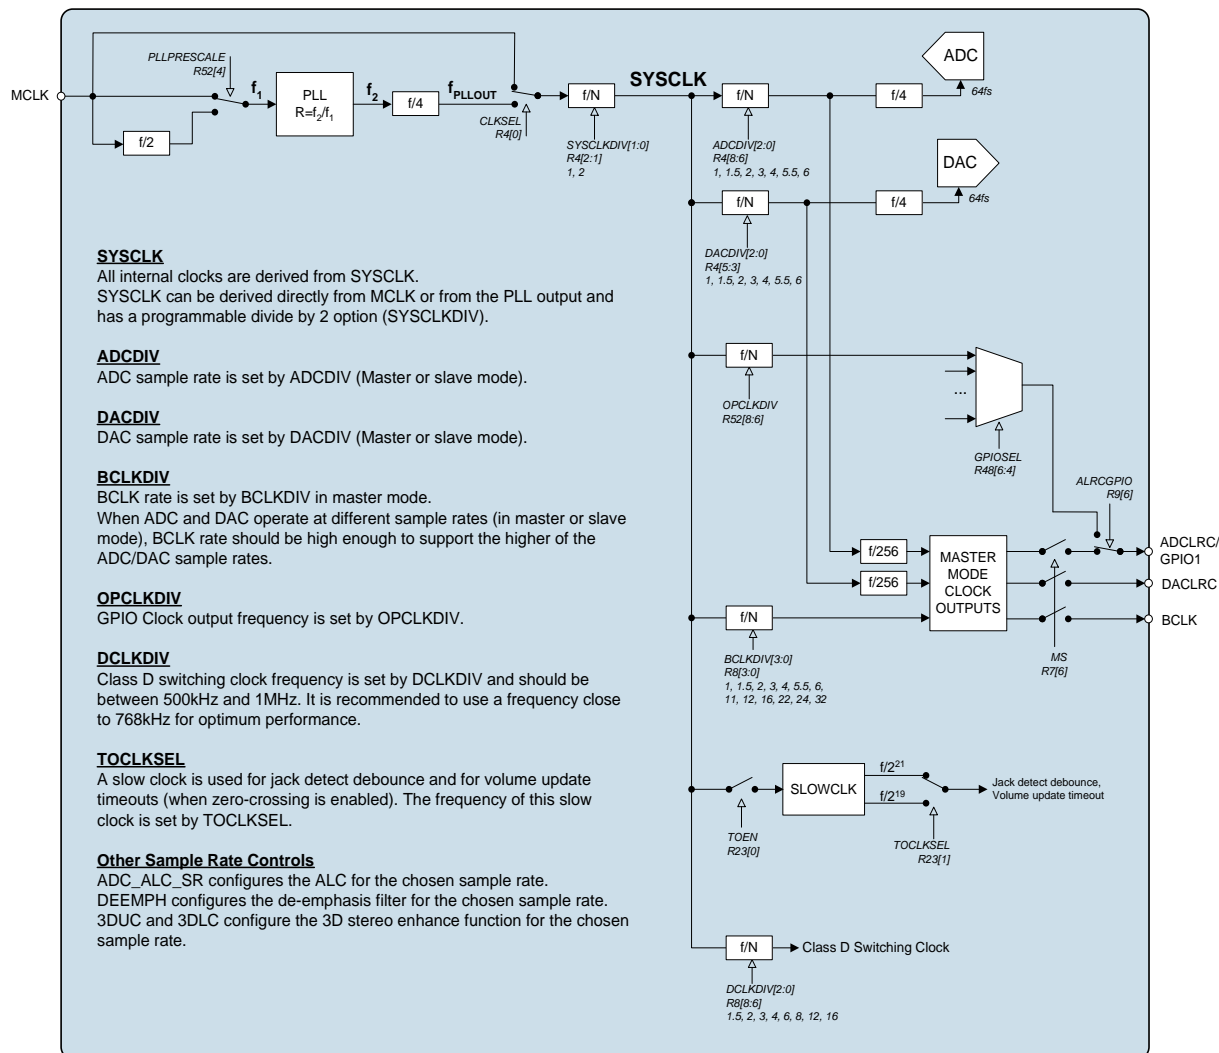 MCLK
PLLPRESCALE
R52[4]
f1
PLL
R=f2/f1
f2
f/4
fPLLOUT
f/2
CLKSEL
R4[0]
f/N
SYSCLKDIV[1:0]
R4[2:1]
1, 2
SYSCLK
f/N
ADCDIV[2:0]
R4[8:6]
1, 1.5, 2, 3, 4, 5.5, 6
f/4
ADC
64fs
f/N
DACDIV[2:0]
R4[5:3]
1, 1.5, 2, 3, 4, 5.5, 6
f/4
DAC
64fs
SYSCLK
All internal clocks are derived from SYSCLK.
SYSCLK can be derived directly from MCLK or from the PLL output and
has a programmable divide by 2 option (SYSCLKDIV).
ADCDIV
ADC sample rate is set by ADCDIV (Master or slave mode).
DACDIV
DAC sample rate is set by DACDIV (Master or slave mode).
BCLKDIV
BCLK rate is set by BCLKDIV in master mode.
When ADC and DAC operate at different sample rates (in master or slave
mode), BCLK rate should be high enough to support the higher of the
ADC/DAC sample rates.
OPCLKDIV
GPIO Clock output frequency is set by OPCLKDIV.
DCLKDIV
Class D switching clock frequency is set by DCLKDIV and should be
between 500kHz and 1MHz. It is recommended to use a frequency close
to 768kHz for optimum performance.
TOCLKSEL
A slow clock is used for jack detect debounce and for volume update
timeouts (when zero-crossing is enabled). The frequency of this slow
clock is set by TOCLKSEL.
Other Sample Rate Controls
ADC_ALC_SR configures the ALC for the chosen sample rate.
DEEMPH configures the de-emphasis filter for the chosen sample rate.
3DUC and 3DLC configure the 3D stereo enhance function for the chosen
sample rate.
f/N
OPCLKDIV
R52[8:6]
...
GPIOSEL
R48[6:4]
ALRCGPIO
R9[6]
f/256
f/256
MASTER
MODE
CLOCK
OUTPUTS
ADCLRC/
GPIO1
DACLRC
BCLK
MS
R7[6]
f/N
BCLKDIV[3:0]
R8[3:0]
1, 1.5, 2, 3, 4, 5.5, 6,
11, 12, 16, 22, 24, 32
TOEN
R23[0]
SLOWCLK
f/2^21
f/2^19
TOCLKSEL
R23[1]
Jack detect debounce,
Volume update timeout
f/N
Class D Switching Clock
DCLKDIV[2:0]
R8[8:6]
1.5, 2, 3, 4, 6, 8, 12, 16